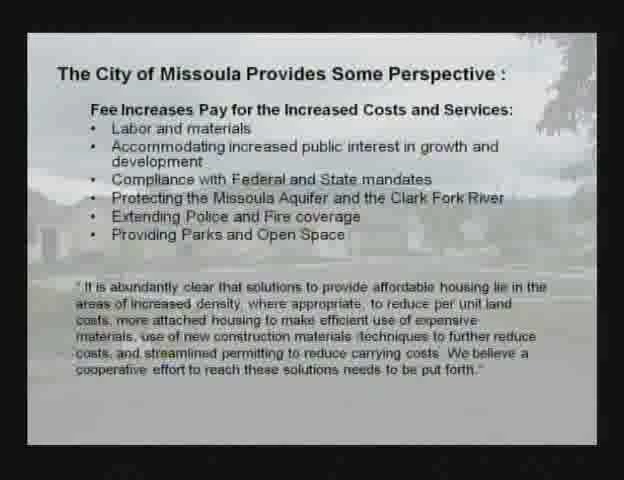 The City of Missoula Provides Some Perspective :
Fee Increases Pay for the Increased Costs and Services:
• Labor and materials
• Accommodating increased public interest in growth and
development
• Compliance with Federal and State mandates
• Protecting the Missoula Aquifer and the Clark Fork River
• Extending Police and Fire coverage
• Providing Parks and Open Space
" It is abundantly clear that solutions to provide affordable housing lie in the
areas of increased density, where appropriate, to reduce per unit land
costs, more attached housing to make efficient use of expensive
materials, use of new construction materials /techniques to further reduce
costs, and streamlined permitting to reduce carrying costs. We believe a
cooperative effort to reach these solutions needs to be put forth."